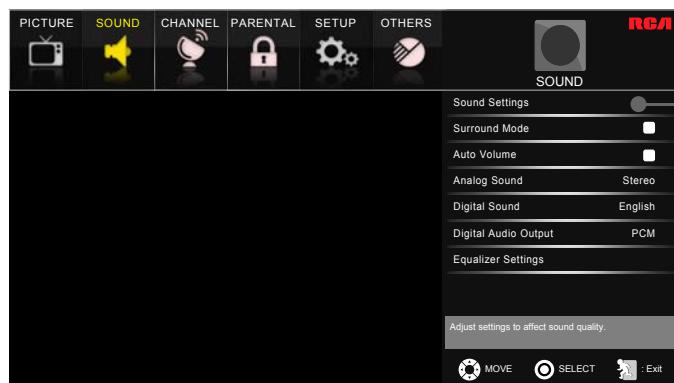 PICTURE SOUND CHANNEL PARENTAL SETUP OTHERS
RCA
SOUND
Sound Settings
Surround Mode
Auto Volume
Analog Sound Stereo
Digital Sound English
Digital Audio Output PCM
Equalizer Settings
Adjust settings to affect sound quality.
MOVE SELECT : Exit